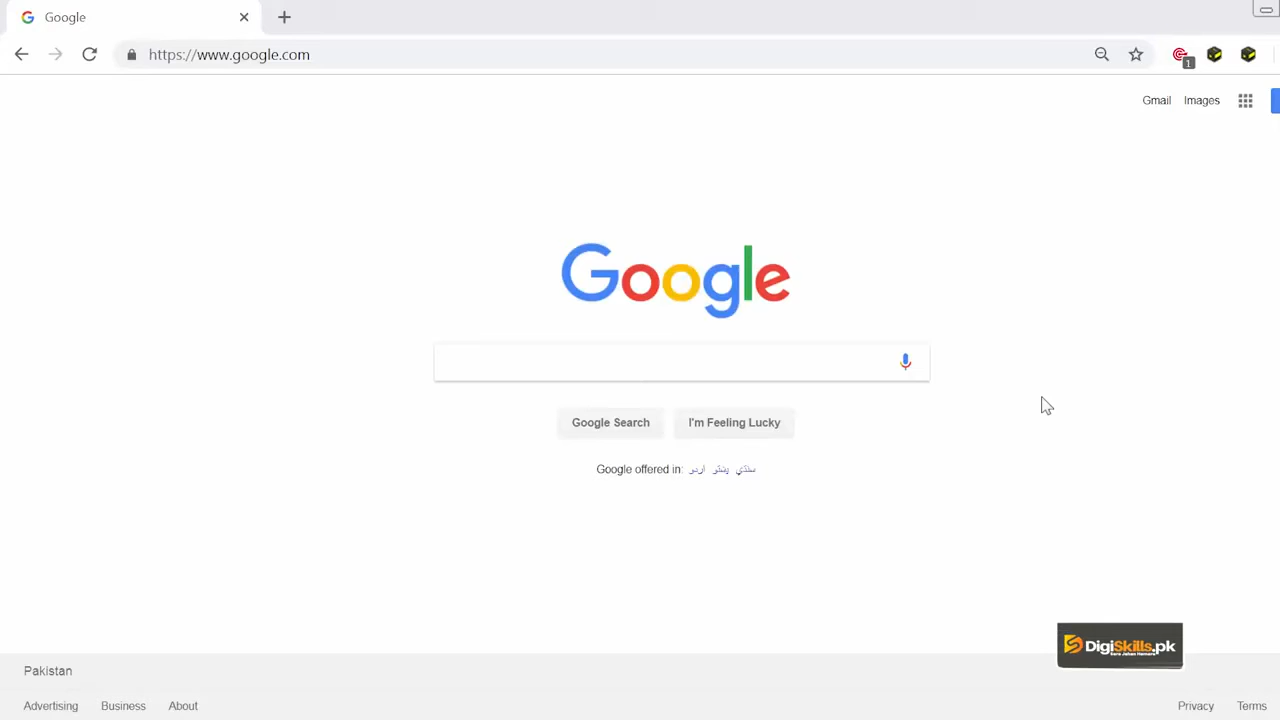 Google
https://www.google.com
1
Gmail Images
Google
Google Search I'm Feeling Lucky
Google offered in: اردو پښتو سنڌي
DigiSkills.pk
Pakistan
Advertising Business About Privacy Terms